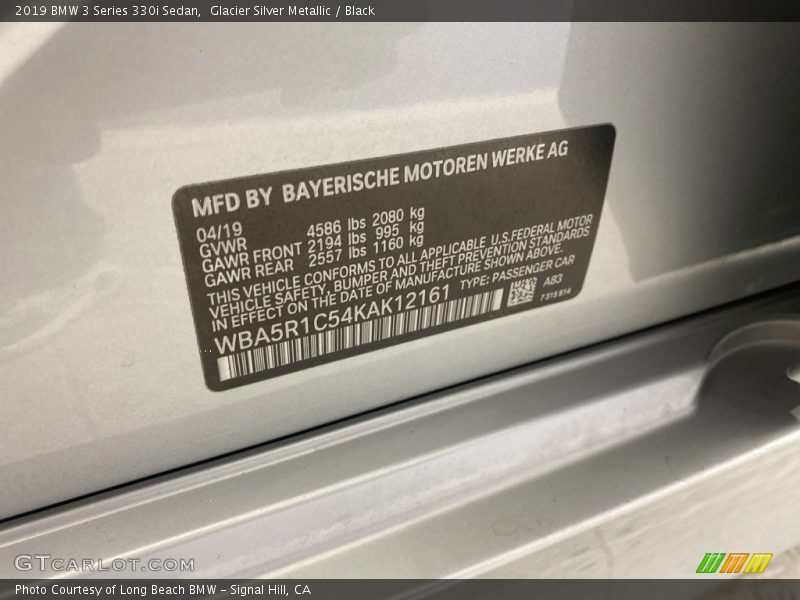 2019 BMW 3 Series 330i Sedan,  Glacier Silver Metallic / Black
MFD BY BAYERISCHE MOTOREN WERKE AG
04/19
GVWR 4586 lbs 2080 kg
GAWR FRONT 2194 lbs 995 kg
GAWR REAR 2557 lbs 1160 kg
THIS VEHICLE CONFORMS TO ALL APPLICABLE U.S.FEDERAL MOTOR
VEHICLE SAFETY, BUMPER AND THEFT PREVENTION STANDARDS
IN EFFECT ON THE DATE OF MANUFACTURE SHOWN ABOVE.
WBA5R1C54KAK12161 TYPE: PASSENGER CAR
A83
7315814
GTCARLOT.COM
Photo Courtesy of Long Beach BMW - Signal Hill, CA